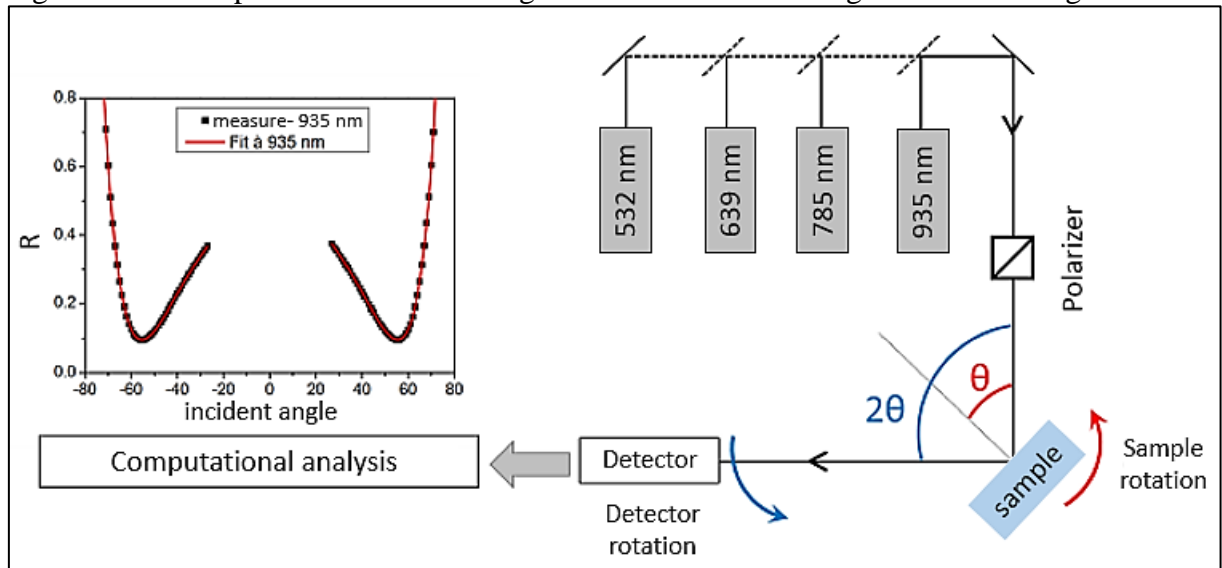 0.8
0.6
0.4
0.2
0.0
R
measure- 935 nm
Fit à 935 nm
-80 -60 -40 -20 0 20 40 60 80
incident angle
532 nm
639 nm
785 nm
935 nm
Polarizer
θ
2θ
Computational analysis
Detector
Detector
rotation
sample
Sample
rotation